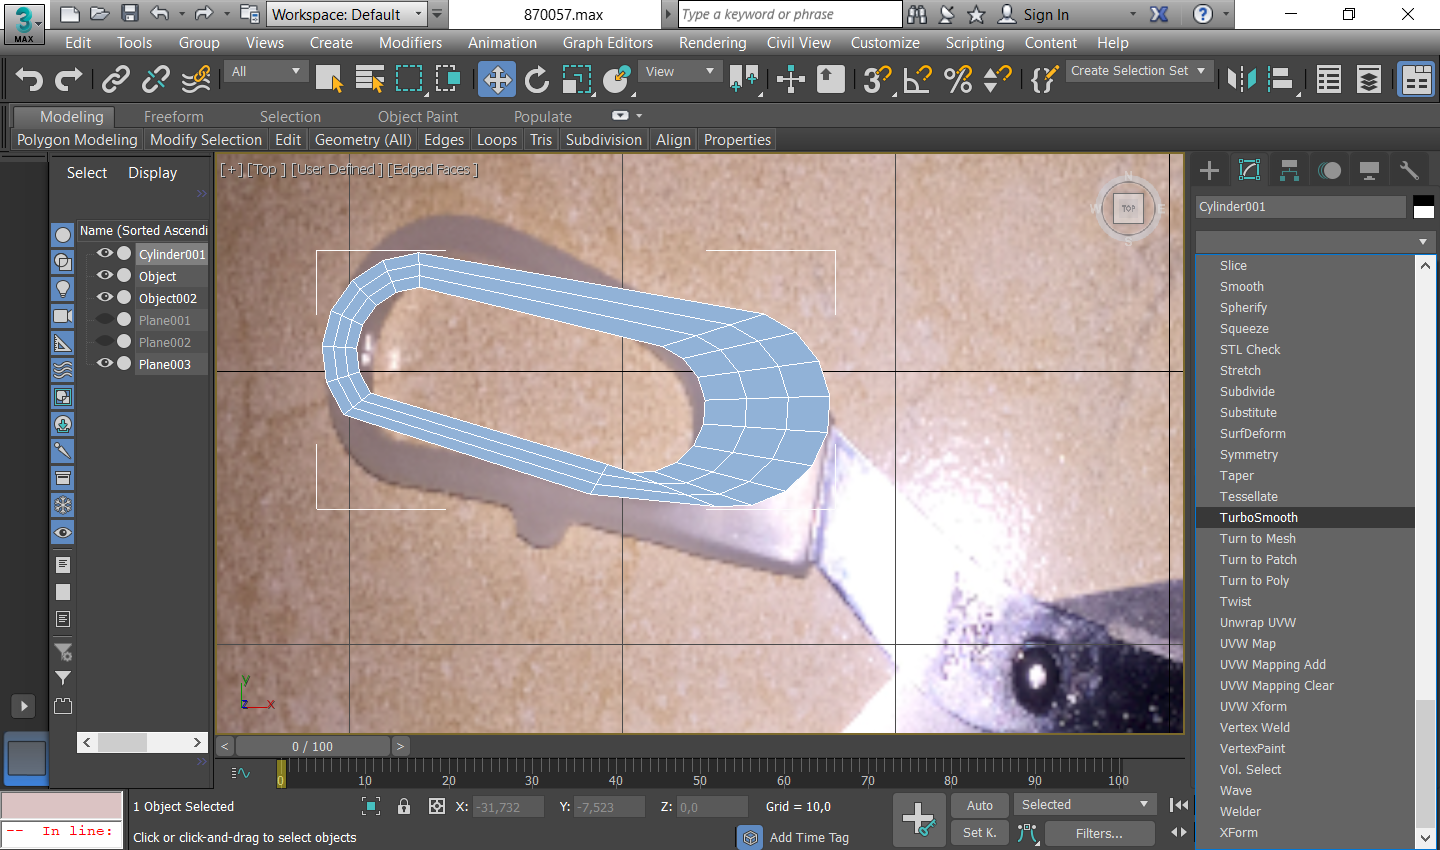 3
MAX
Workspace: Default
870057.max
Type a keyword or phrase
Sign In
?
Edit Tools Group Views Create Modifiers Animation Graph Editors Rendering Civil View Customize Scripting Content Help
All
View
3
Create Selection Set
Modeling Freeform Selection Object Paint Populate
Polygon Modeling Modify Selection Edit Geometry (All) Edges Loops Tris Subdivision Align Properties
Select Display
Name (Sorted Ascendi
Cylinder001
Object
Object002
Plane001
Plane002
Plane003
[+] [Top ] [User Defined ] [Edged Faces ]
N
W
TOP
E
S
y
z x
Cylinder001
Slice
Smooth
Spherify
Squeeze
STL Check
Stretch
Subdivide
Substitute
SurfDeform
Symmetry
Taper
Tessellate
TurboSmooth
Turn to Mesh
Turn to Patch
Turn to Poly
Twist
Unwrap UVW
UVW Map
UVW Mapping Add
UVW Mapping Clear
UVW Xform
Vertex Weld
VertexPaint
Vol. Select
Wave
Welder
XForm
< 0 / 100 >
0 10 20 30 40 50 60 70 80 90 100
1 Object Selected
X: -31,732 Y: -7,523 Z: 0,0 Grid = 10,0
Auto Selected
-- In line:
Click or click-and-drag to select objects
Add Time Tag
Set K. Filters...